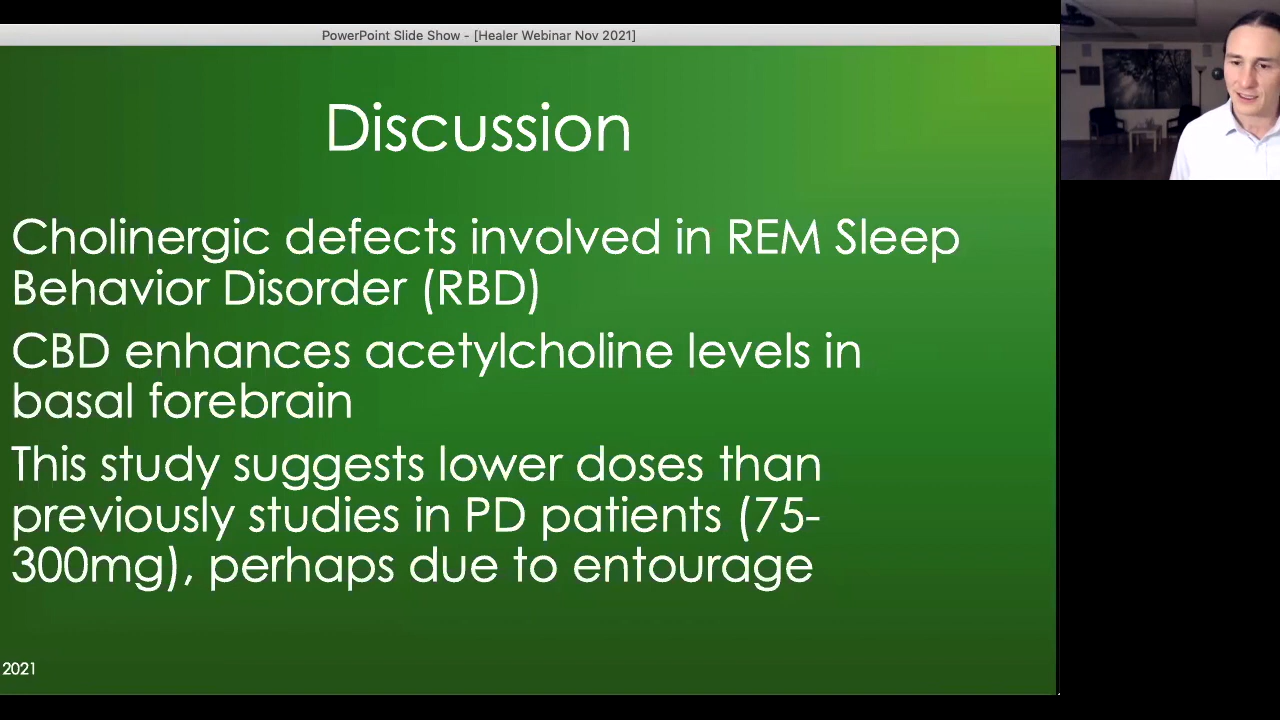 PowerPoint Slide Show - [Healer Webinar Nov 2021]
Discussion
Cholinergic defects involved in REM Sleep
Behavior Disorder (RBD)
CBD enhances acetylcholine levels in
basal forebrain
This study suggests lower doses than
previously studies in PD patients (75-
300mg), perhaps due to entourage
2021